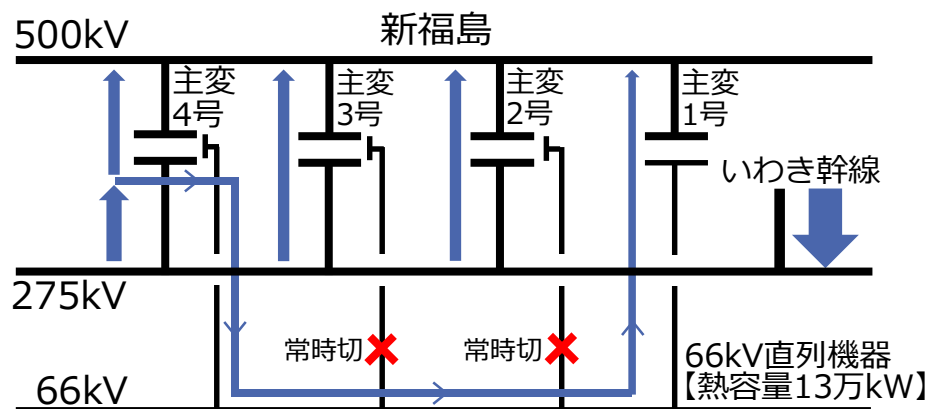 新福島
500kV
主変
4号
主変
3号
主変
2号
主変
1号
いわき幹線
275kV
常時切
常時切
66kV直列機器
【熱容量13万kW】
66kV